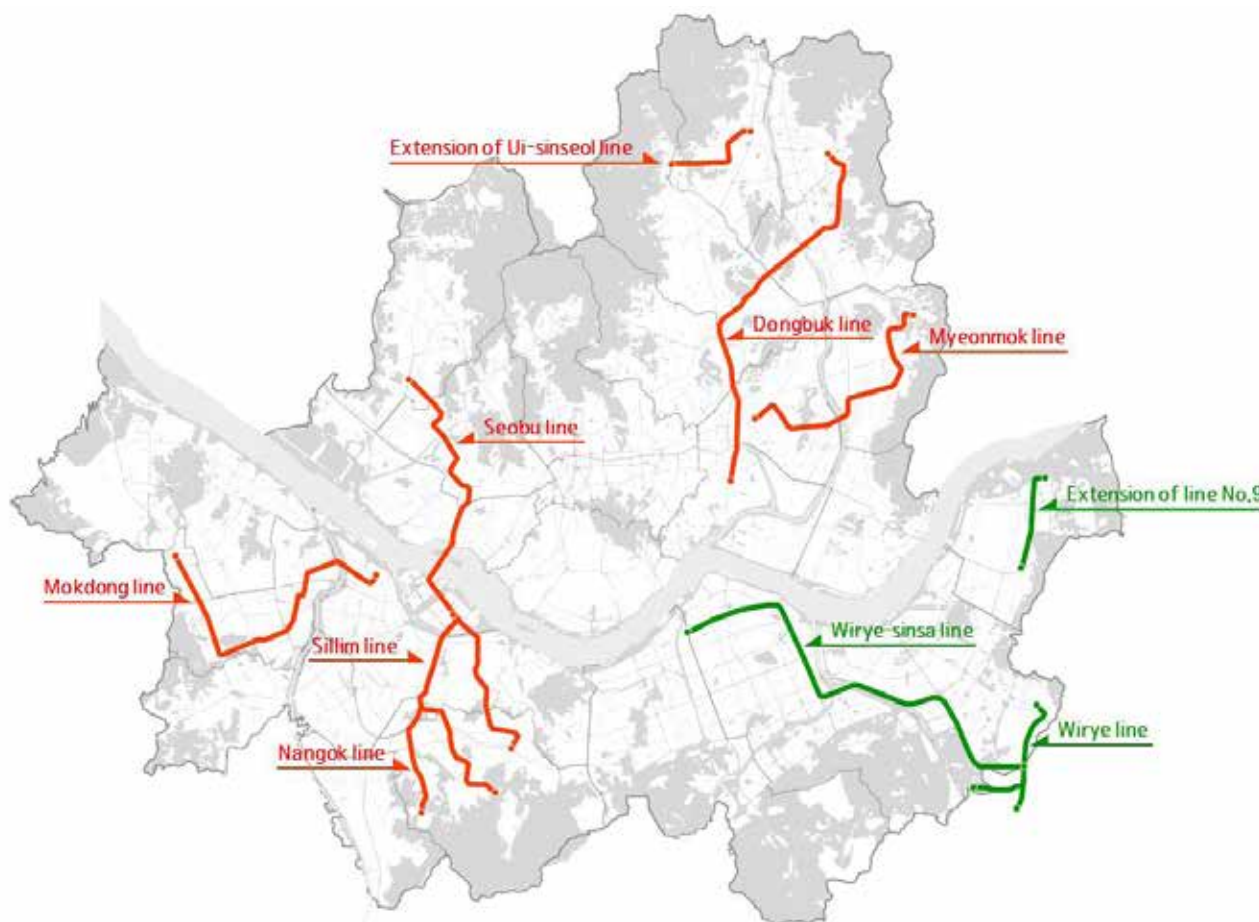 Extension of Ui-sinseol line
Dongbuk line
Myeonmok line
Seobu line
Extension of line No.9
Mokdong line
Sillim line
Wirye-sinsa line
Nangok line
Wirye line